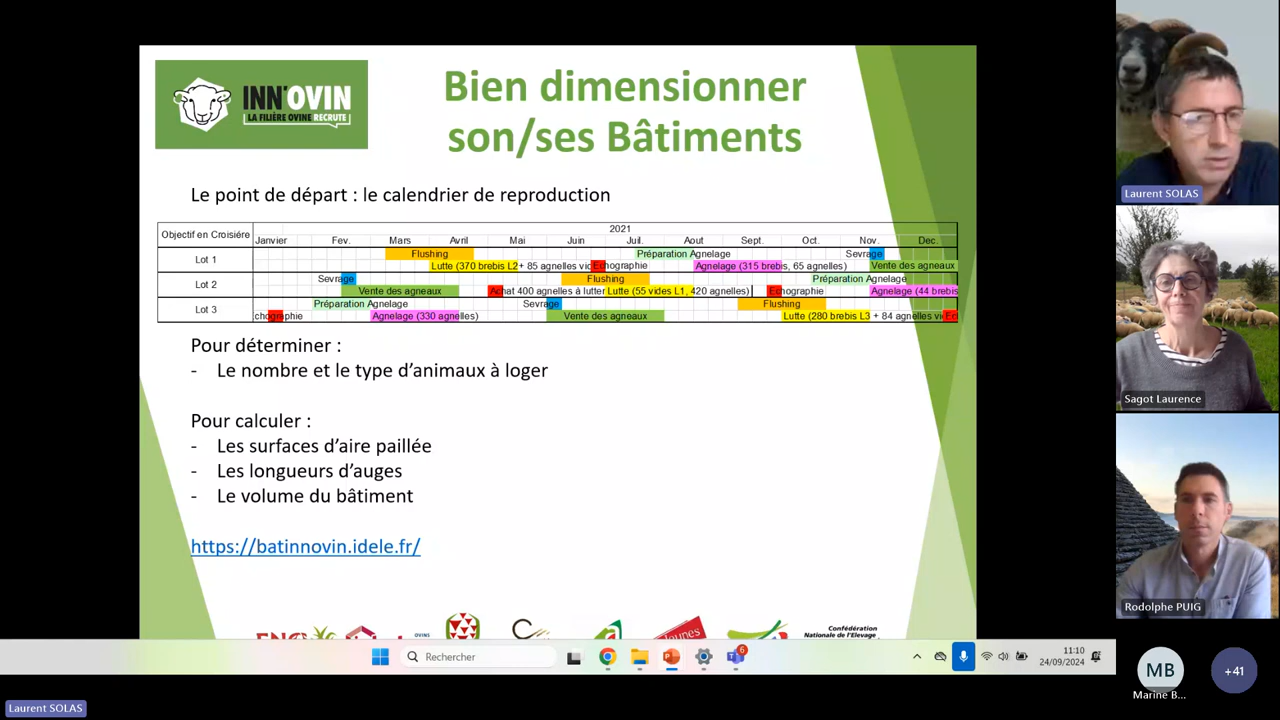 INN'OVIN
LA FILIÈRE OVINE RECRUTE
Bien dimensionner
son/ses Bâtiments
Le point de départ : le calendrier de reproduction
Objectif en Croisiére
2021
Janvier Fev. Mars Avril Mai Juin Juil. Aout Sept. Oct. Nov. Dec.
Lot 1
Flushing Préparation Agnelage Sevrage
Lutte (370 brebis L2+ 85 agnelles vic Echographie Agnelage (315 brebis, 65 agnelles) Vente des agneaux
Lot 2
Sevrage Flushing Préparation Agnelage
Vente des agneaux Achat 400 agnelles à lutter Lutte (55 vides L1, 420 agnelles) Echographie Agnelage (44 brebis
Lot 3
Préparation Agnelage Sevrage Flushing
chographie Agnelage (330 agnelles) Vente des agneaux Lutte (280 brebis L3 + 84 agnelles vi Ec
Pour déterminer :
- Le nombre et le type d'animaux à loger
Pour calculer :
- Les surfaces d'aire paillée
- Les longueurs d'auges
- Le volume du bâtiment
https://batinnovin.idele.fr/
OVINS
Confédération
Nationale de l'Elevage
Rechercher
6
11:10
24/09/2024
Laurent SOLAS
Laurent SOLAS
Sagot Laurence
Rodolphe PUIG
MB
Marine B...
+41